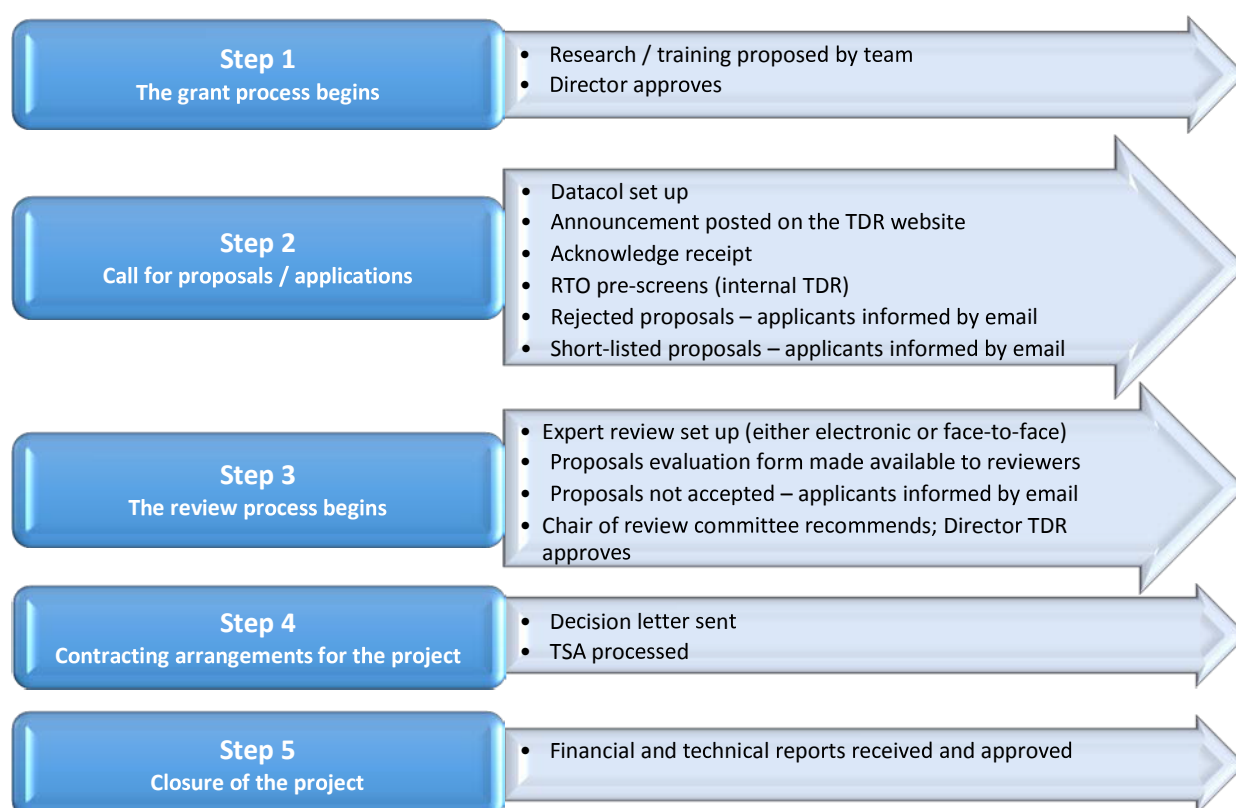 Step 1
The grant process begins
• Research / training proposed by team
• Director approves
Step 2
Call for proposals / applications
• Datacol set up
• Announcement posted on the TDR website
• Acknowledge receipt
• RTO pre-screens (internal TDR)
• Rejected proposals – applicants informed by email
• Short-listed proposals – applicants informed by email
Step 3
The review process begins
• Expert review set up (either electronic or face-to-face)
• Proposals evaluation form made available to reviewers
• Proposals not accepted – applicants informed by email
• Chair of review committee recommends; Director TDR
approves
Step 4
Contracting arrangements for the project
• Decision letter sent
• TSA processed
Step 5
Closure of the project
• Financial and technical reports received and approved